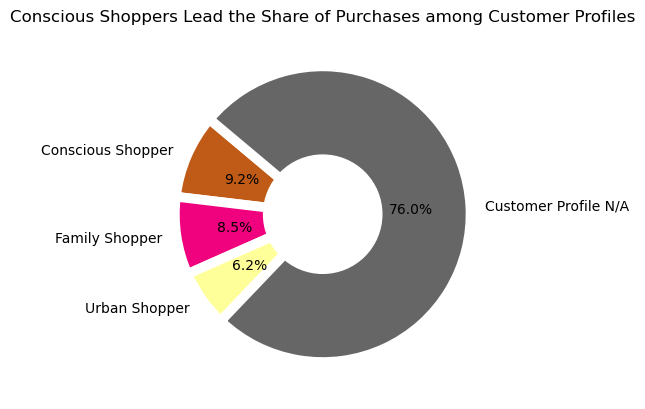 Conscious Shoppers Lead the Share of Purchases among Customer Profiles
Conscious Shopper
9.2%
76.0%
Customer Profile N/A
8.5%
Family Shopper
6.2%
Urban Shopper